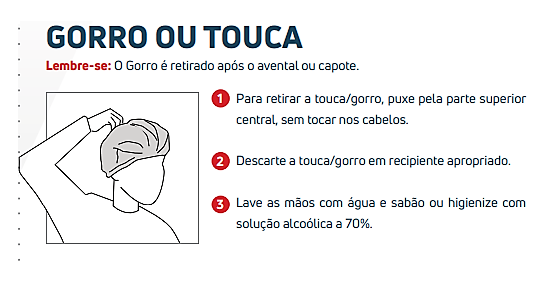 GORRO OU TOUCA
Lembre-se: O Gorro é retirado após o avental ou capote.
1 Para retirar a touca/gorro, puxe pela parte superior
central, sem tocar nos cabelos.
2 Descarte a touca/gorro em recipiente apropriado.
3 Lave as mãos com água e sabão ou higienize com
solução alcoólica a 70%.